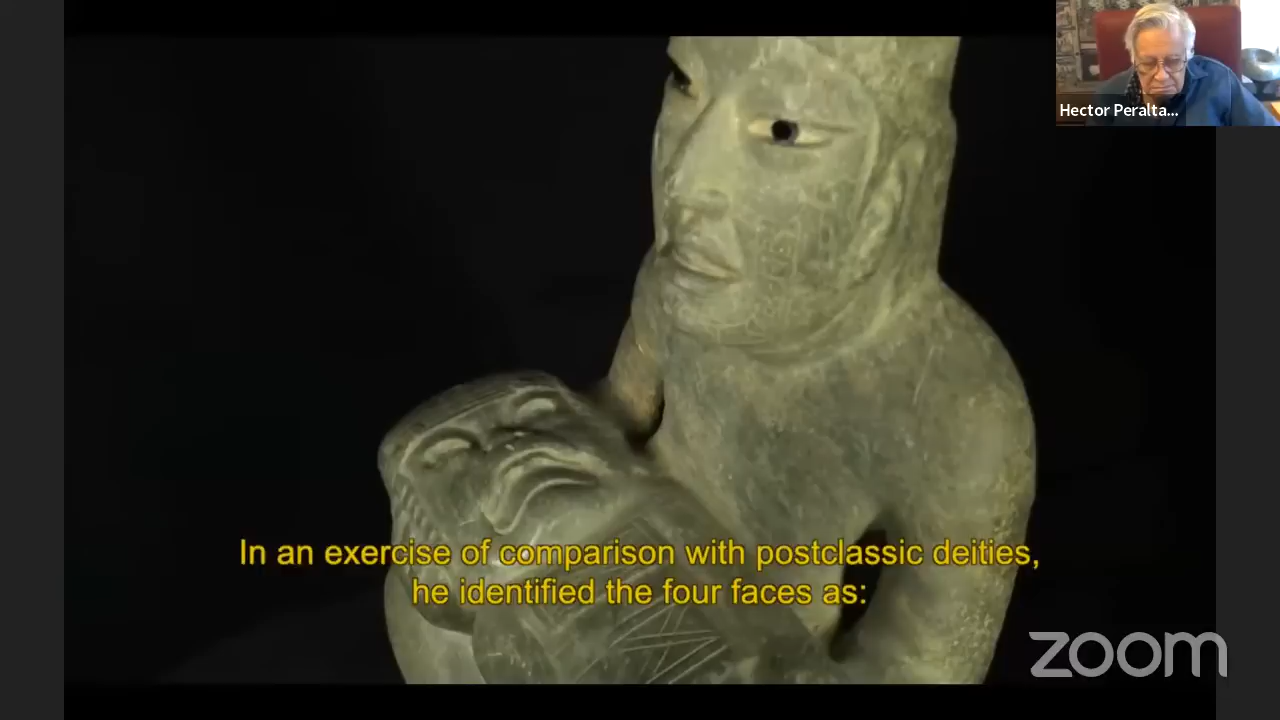 Hector Peralta...
In an exercise of comparison with postclassic deities,
he identified the four faces as:
zoom